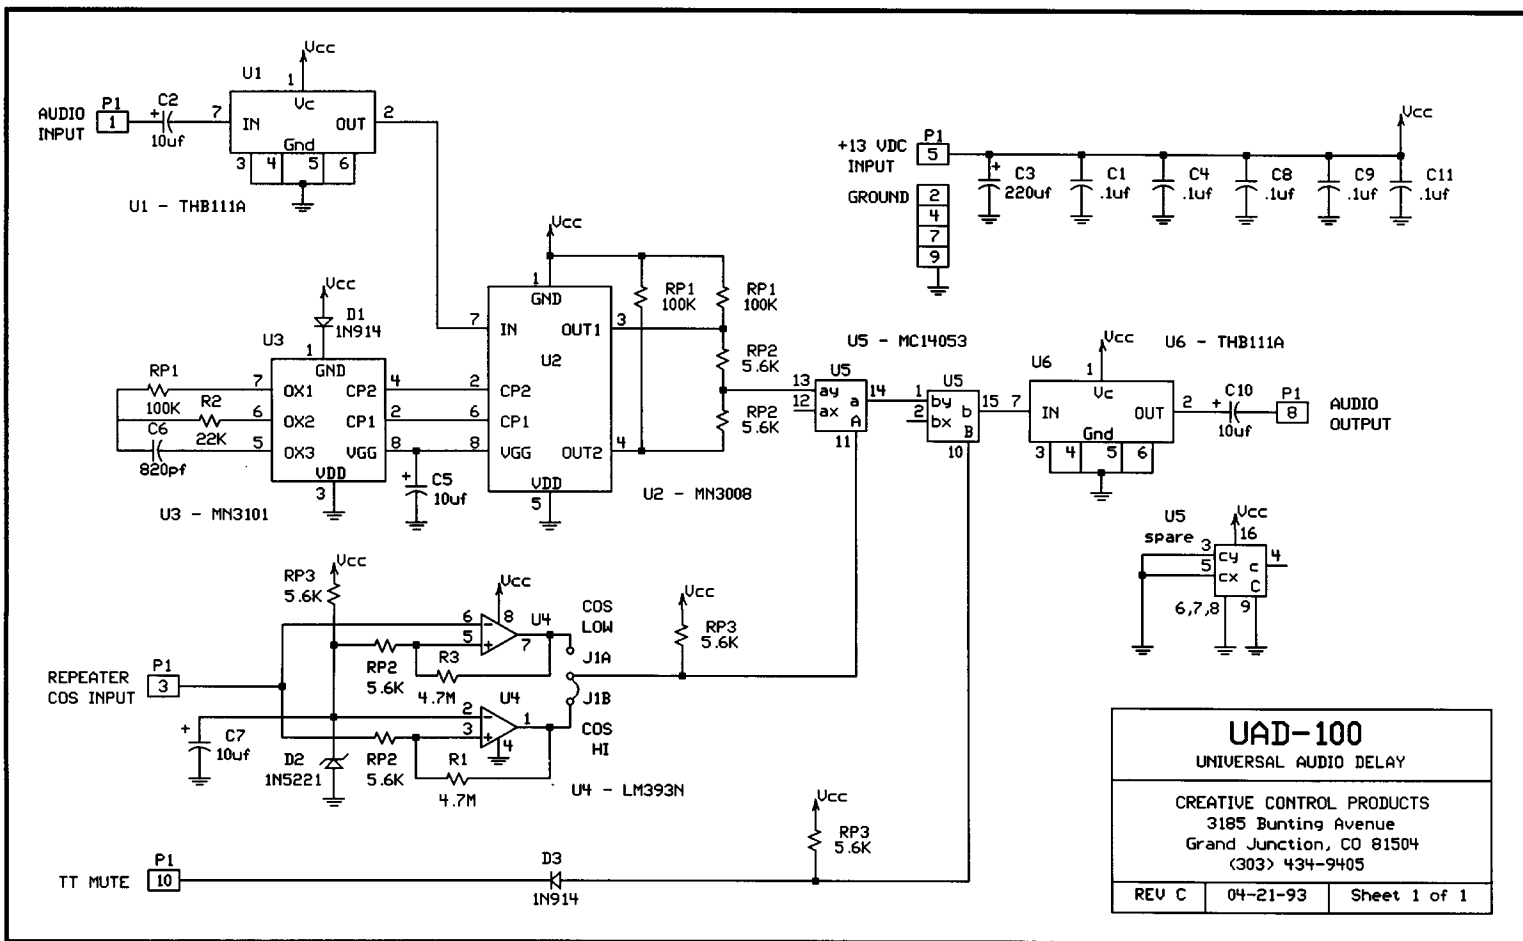 Vcc
U1
1
Vc
AUDIO
INPUT
P1
1
C2
+
10uf
7
IN
OUT
2
Gnd
3 4 5 6
U1 - THB111A
+13 VDC
INPUT
P1
5
Vcc
+
C3
220uf
C1
.1uf
C4
.1uf
C8
.1uf
C9
.1uf
C11
.1uf
GROUND
2
4
7
9
Vcc
D1
1N914
U3
1
GND
RP1
100K
R2
22K
C6
820pf
7
6
5
OX1
OX2
OX3
CP2
CP1
VGG
4
2
8
VDD
3
U3 - MN3101
+
C5
10uf
Vcc
1
GND
7
IN
OUT1
3
U2
2
CP2
6
CP1
8
VGG
OUT2
4
VDD
5
U2 - MN3008
RP1
100K
RP1
100K
RP2
5.6K
RP2
5.6K
U5 - MC14053
U5
13
12
ay
ax
a
A
14
11
U5
1
2
by
bx
b
B
15
10
U6 - THB111A
Vcc
U6
1
Vc
7
IN
OUT
2
Gnd
3 4 5 6
C10
+
10uf
P1
8
AUDIO
OUTPUT
U5
spare
Vcc
16
3
5
cy
cx
c
C
4
6,7,8
9
Vcc
RP3
5.6K
Vcc
6
5
-
+
8
U4
7
RP2
5.6K
R3
4.7M
COS
LOW
J1A
J1B
COS
HI
Vcc
RP3
5.6K
REPEATER
COS INPUT
P1
3
+
C7
10uf
D2
1N5221
2
3
-
+
U4
1
4
RP2
5.6K
R1
4.7M
U4 - LM393N
TT MUTE
P1
10
D3
1N914
Vcc
RP3
5.6K
UAD-100
UNIVERSAL AUDIO DELAY
CREATIVE CONTROL PRODUCTS
3185 Bunting Avenue
Grand Junction, CO 81504
(303) 434-9405
REV C
04-21-93
Sheet 1 of 1